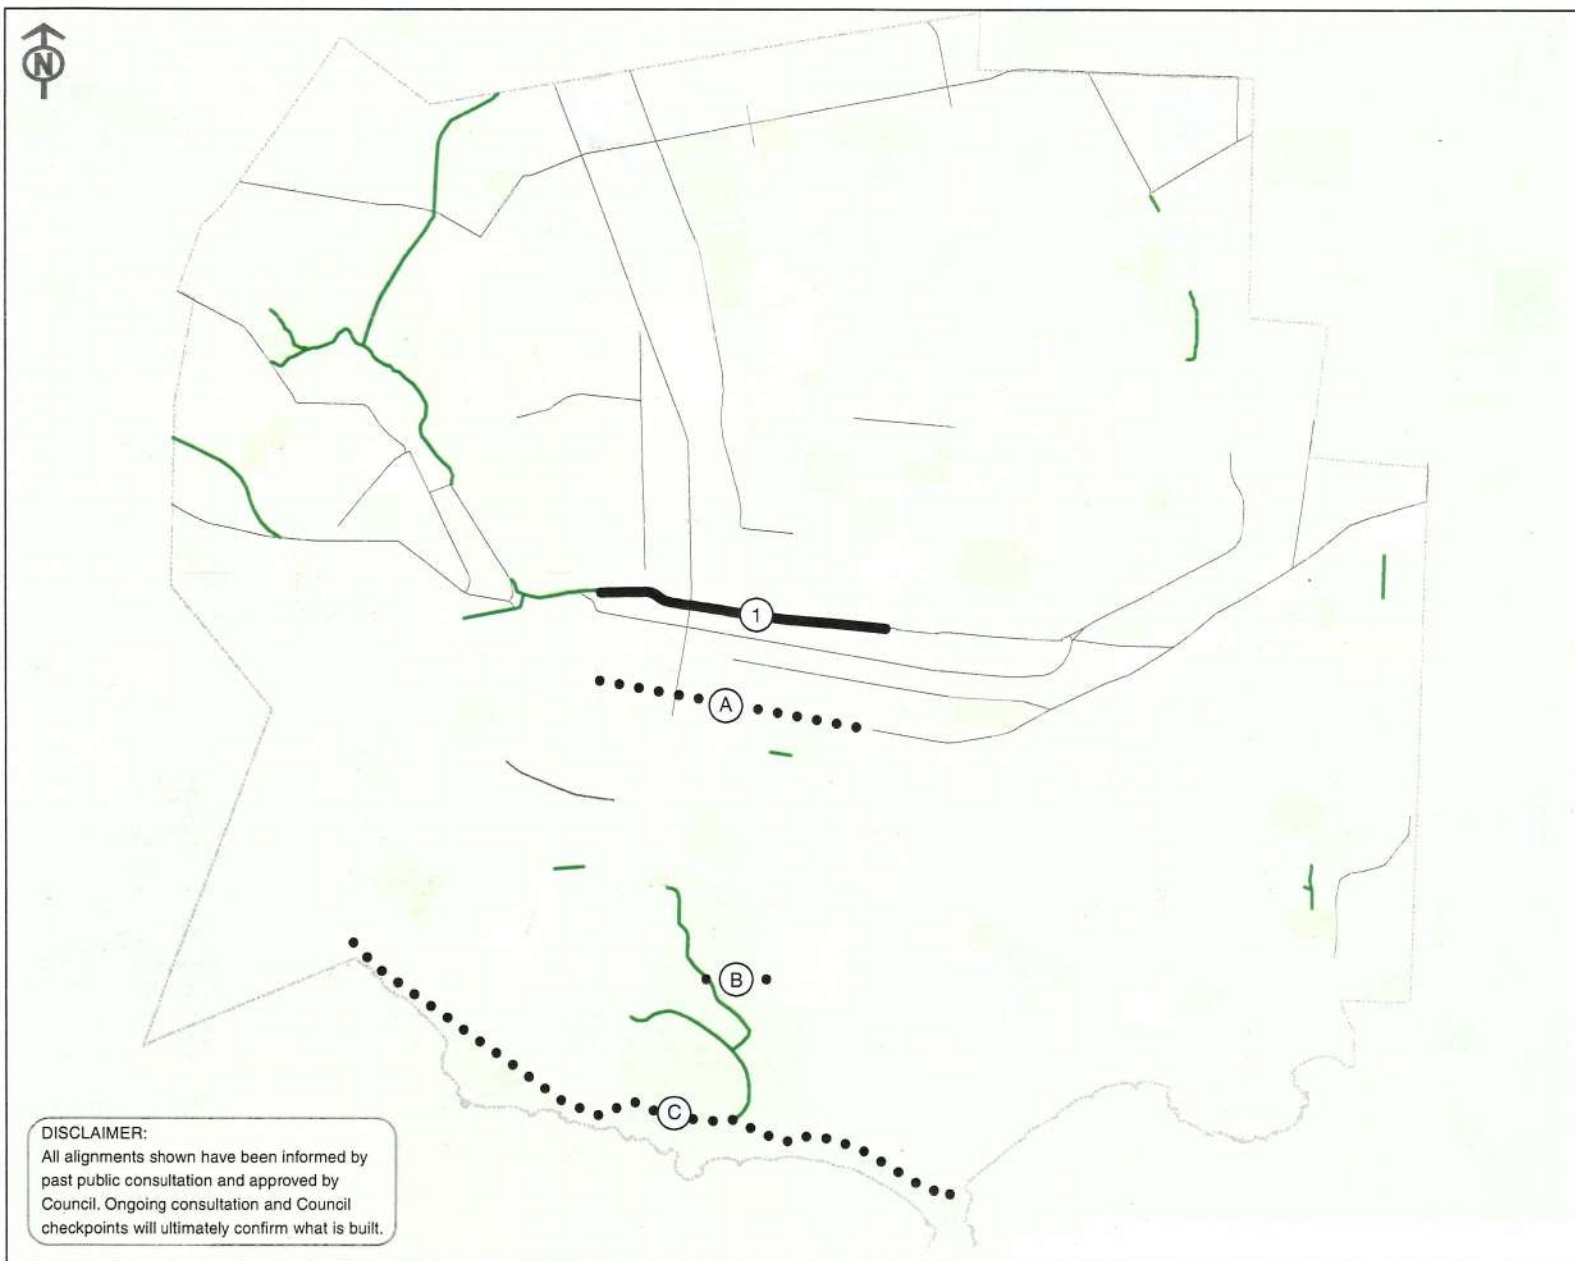 N
1
A
B
C
DISCLAIMER:
All alignments shown have been informed by
past public consultation and approved by
Council. Ongoing consultation and Council
checkpoints will ultimately confirm what is built.